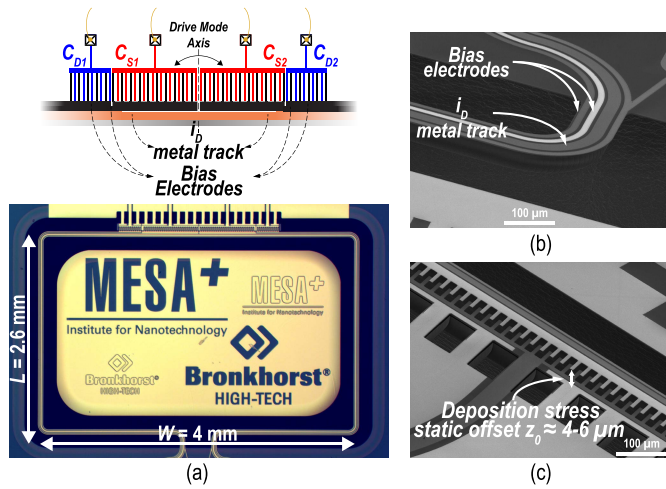 Drive Mode
Axis
C_D1
C_S1
C_S2
C_D2
i_D
metal track
Bias
Electrodes
MESA+
Institute for Nanotechnology
MESA+
Institute for Nanotechnology
Bronkhorst®
HIGH-TECH
Bronkhorst®
HIGH-TECH
L = 2.6 mm
W = 4 mm
(a)
Bias
electrodes
i_D
metal track
100 µm
(b)
Deposition stress
static offset z_0 ≈ 4-6 µm
100 µm
(c)